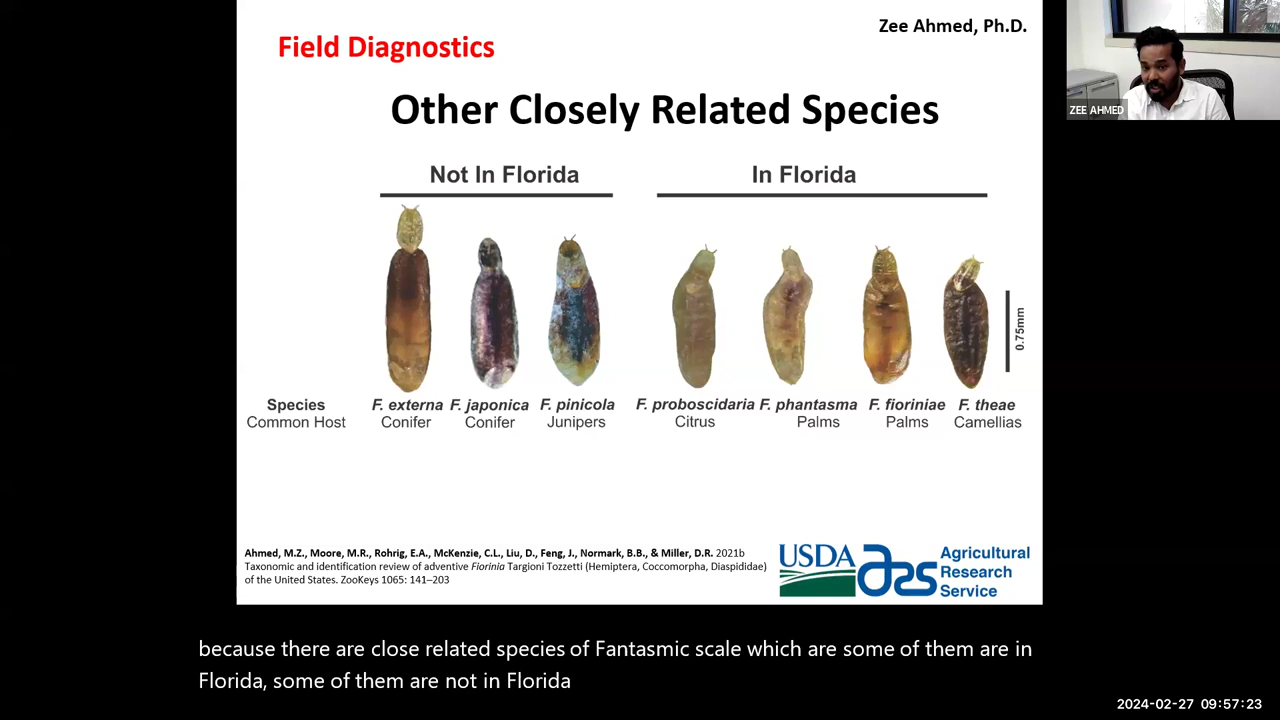 Zee Ahmed, Ph.D.
Field Diagnostics
Other Closely Related Species
Not In Florida
In Florida
0.75mm
Species
Common Host
F. externa
Conifer
F. japonica
Conifer
F. pinicola
Junipers
F. proboscidaria
Citrus
F. phantasma
Palms
F. fioriniae
Palms
F. theae
Camellias
Ahmed, M.Z., Moore, M.R., Rohrig, E.A., McKenzie, C.L., Liu, D., Feng, J., Normark, B.B., & Miller, D.R. 2021b
Taxonomic and identification review of adventive Fiorinia Targioni Tozzetti (Hemiptera, Coccomorpha, Diaspididae)
of the United States. ZooKeys 1065: 141–203
USDA
ars
Agricultural
Research
Service
ZEE AHMED
because there are close related species of Fantasmic scale which are some of them are in
Florida, some of them are not in Florida
2024-02-27 09:57:23